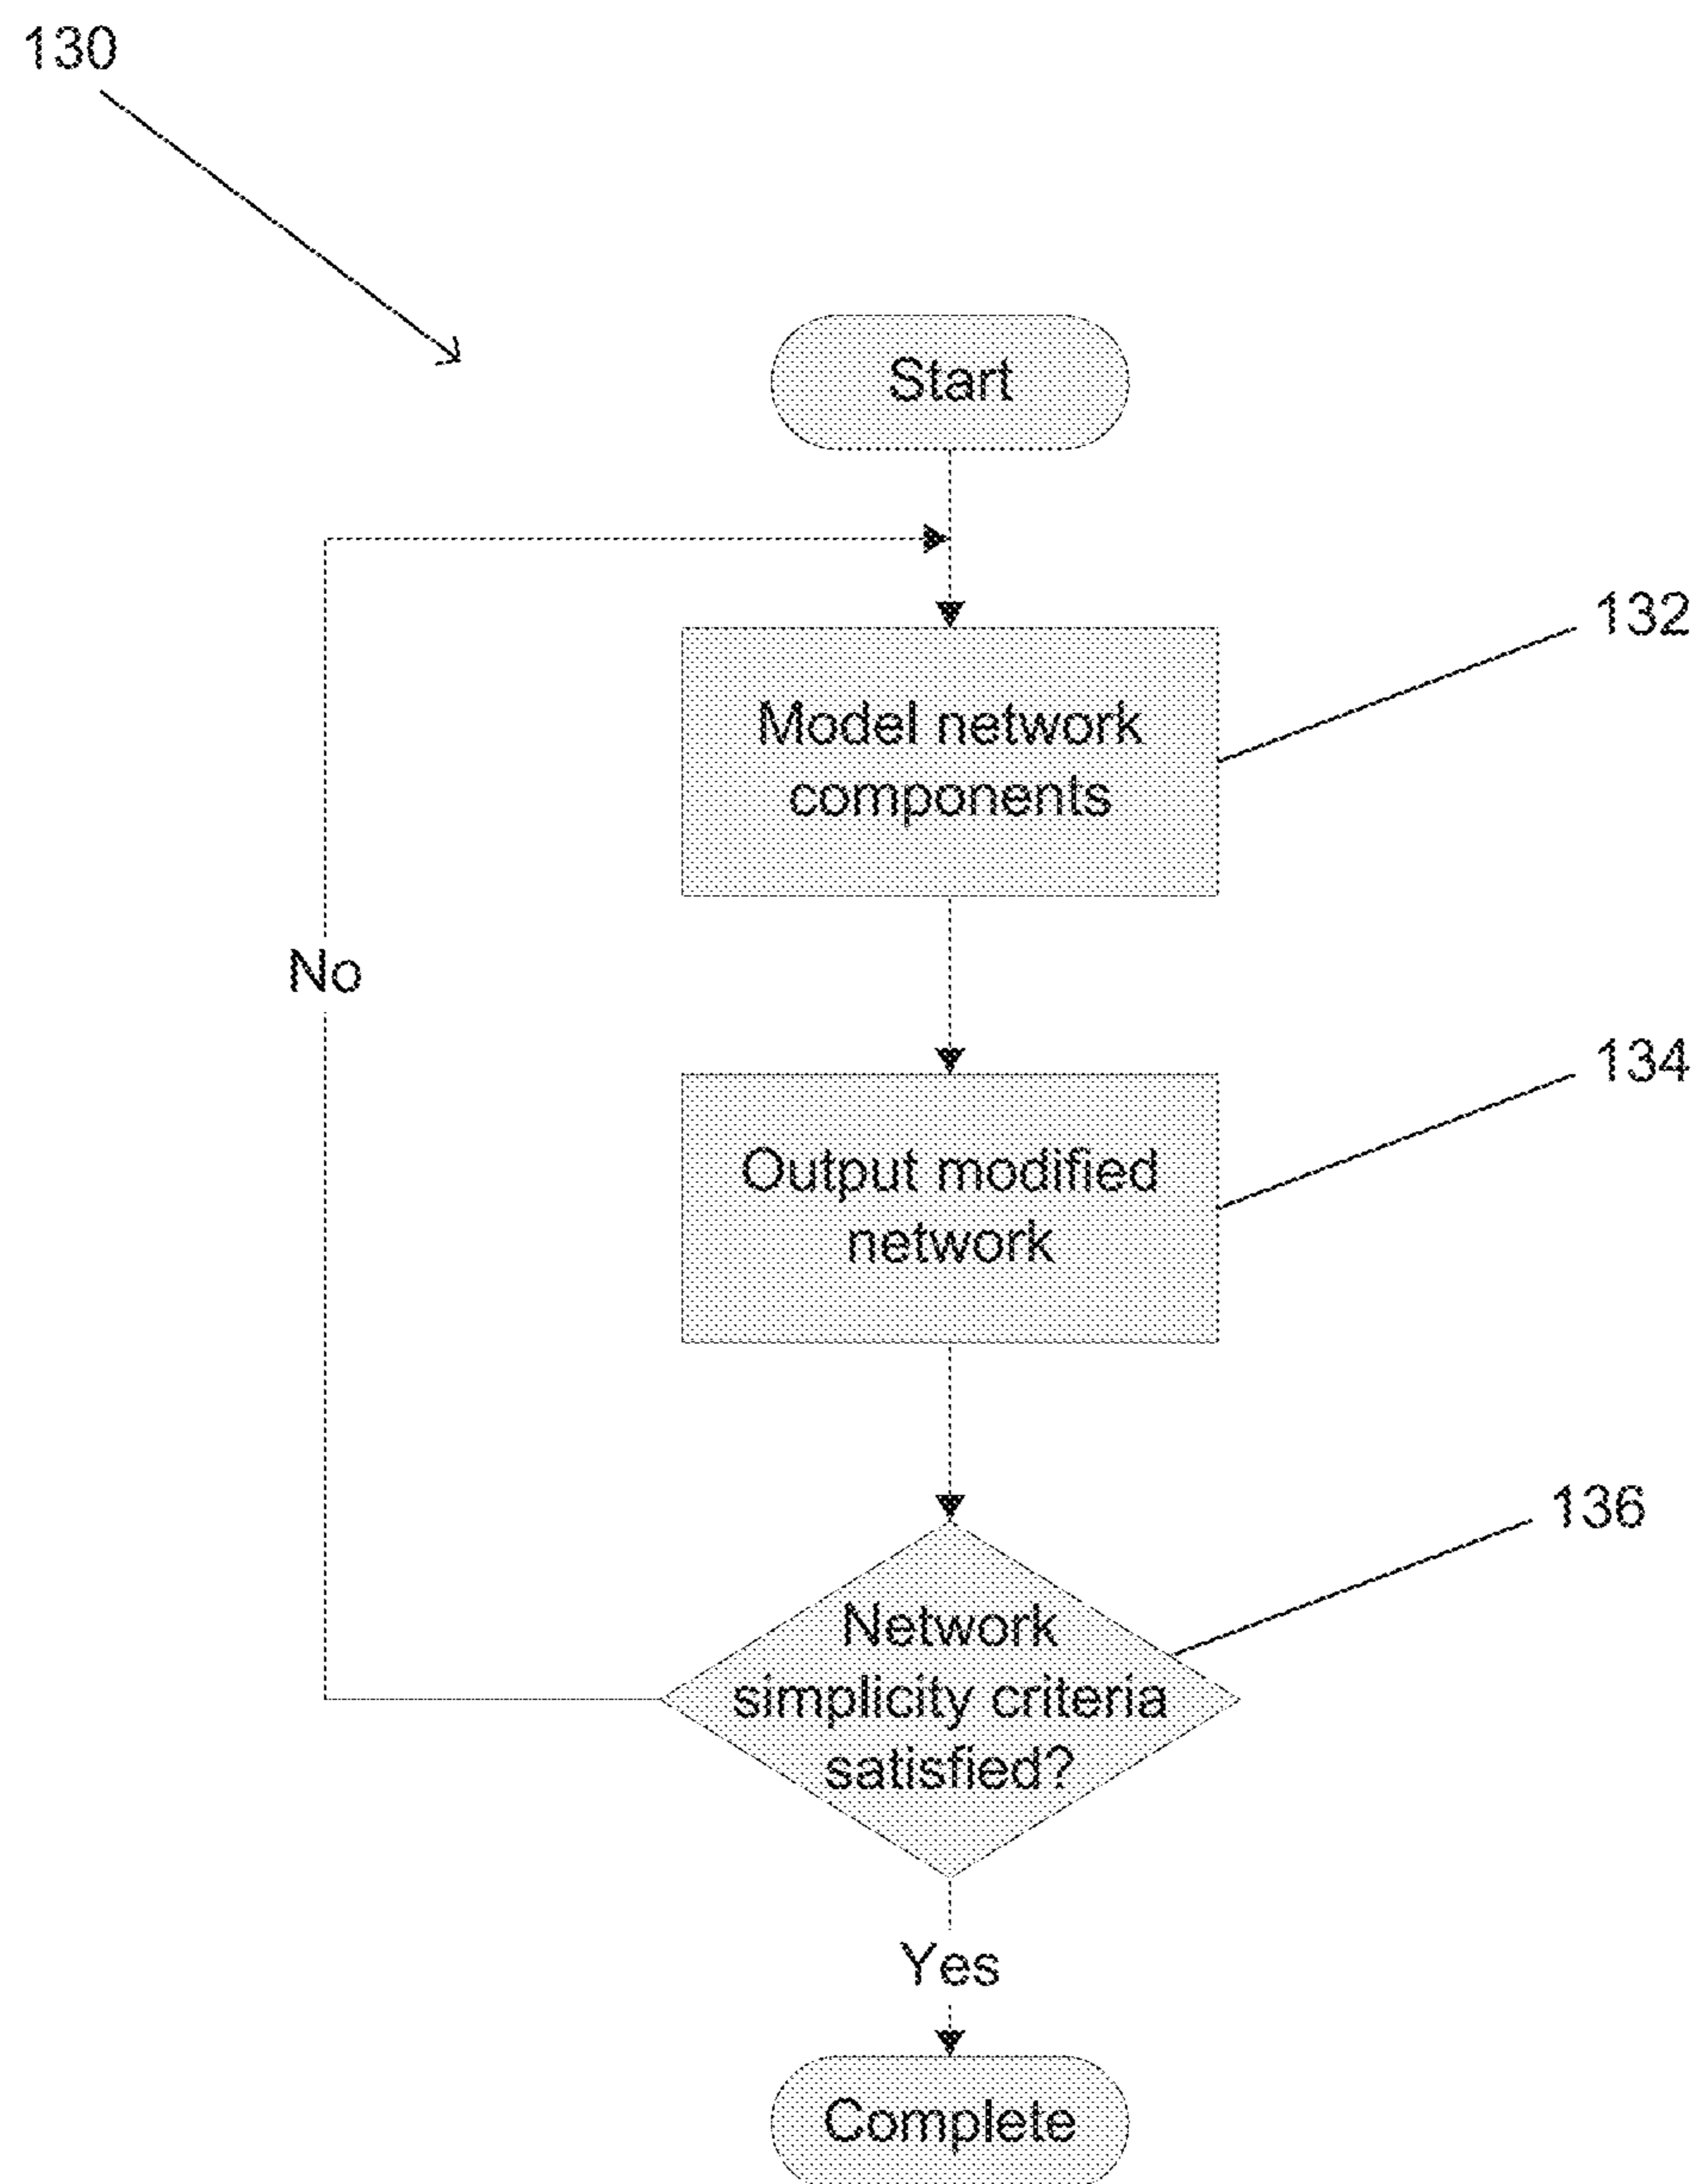 130
Start
132
Model network
components
No
134
Output modified
network
136
Network
simplicity criteria
satisfied?
Yes
Complete